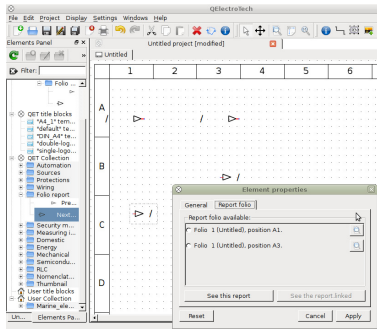 QElectroTech
File Edit Project Display Settings Windows Help
Elements Panel
Untitled project [modified]
Filter:
Untitled
Folio ...
QET title blocks
"A4_1" tem...
"default" te...
"DIN_A4" te...
"double-log...
"single-logo...
QET Collection
Automation
Sources
Protections
Wiring
Folio report
Pre...
Next...
Security m...
Measuring i...
Domestic
Energy
Mechanical
Semicondu...
RLC
Nomenclat...
Thumbnail
User title blocks
User Collection
Marine_ele...
Un...
Elements Pa...
1 2 3 4 5 6
A
/
/
B
/
C
/
D
Element properties
General Report folio
Report folio available:
Folio 1 (Untitled), position A1.
Folio 1 (Untitled), position A3.
See this report
See the report linked
Reset
Cancel
Apply